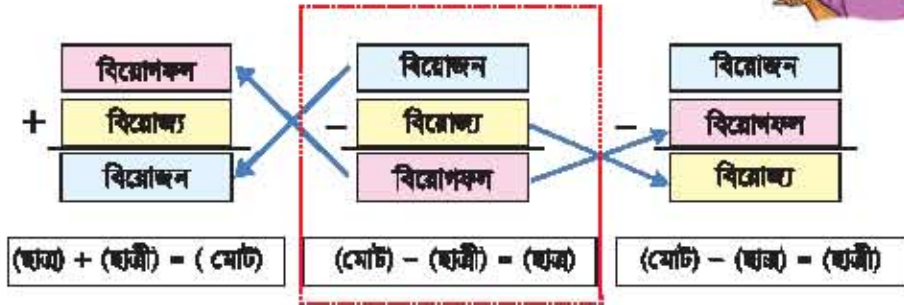 বিয়োগফল
+ বিয়োজ্য
বিয়োজন
বিয়োজন
− বিয়োজ্য
বিয়োগফল
বিয়োজন
− বিয়োগফল
বিয়োজ্য
(ছাত্র) + (ছাত্রী) = ( মোট)
(মোট) − (ছাত্রী) = (ছাত্র)
(মোট) − (ছাত্র) = (ছাত্রী)